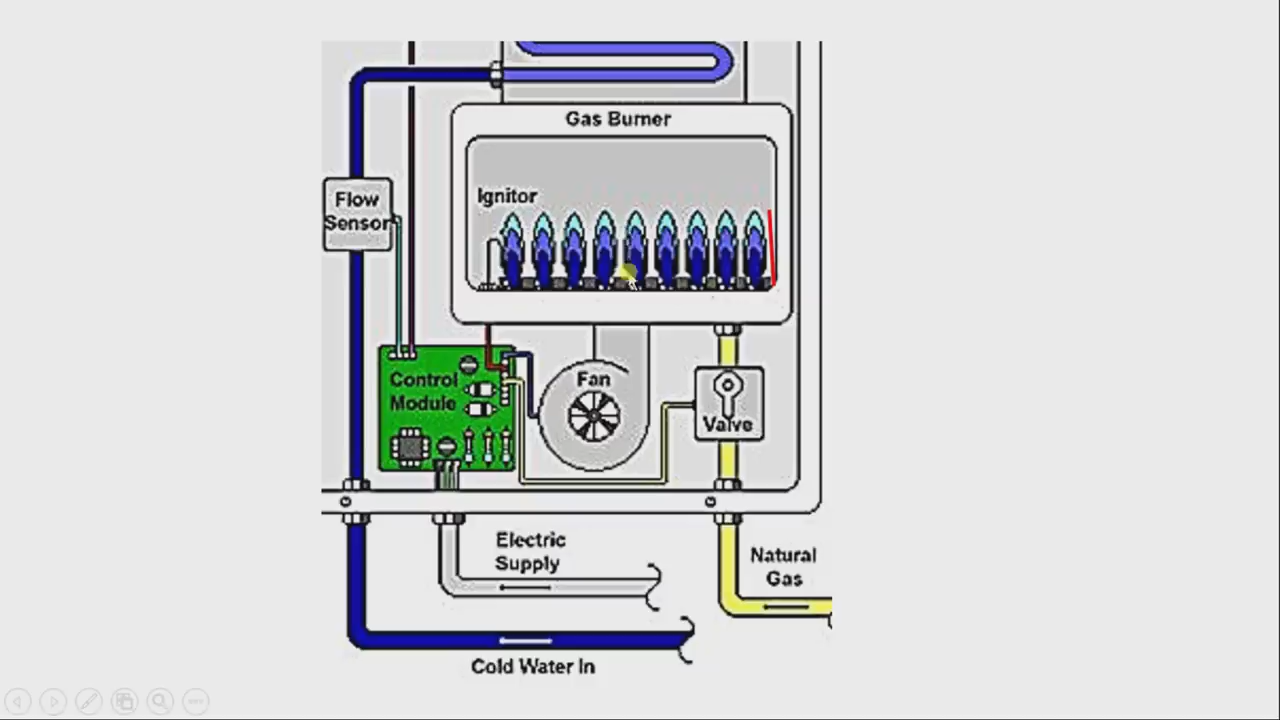 Gas Burner
Ignitor
Flow
Sensor
Control
Module
Fan
Valve
Electric
Supply
Natural
Gas
Cold Water In